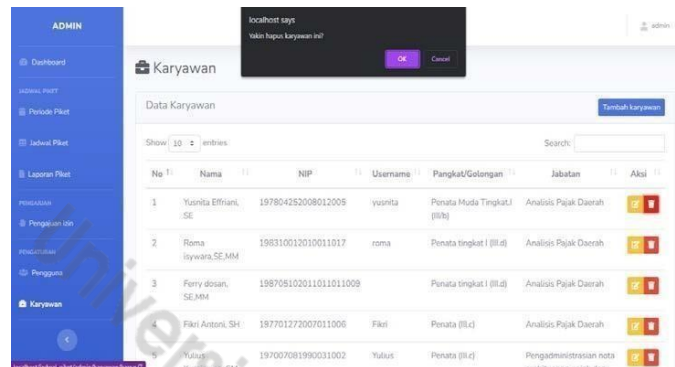 ADMIN
localhost says
Yakin hapus karyawan ini?
OK
Cancel
admin
Dashboard
JADWAL PIKET
Periode Piket
Jadwal Piket
Laporan Piket
PENGAJUAN
Pengajuan izin
PENGATURAN
Pengguna
Karyawan
Karyawan
Data Karyawan
Tambah karyawan
Show 10 entries
Search:
No Nama NIP Username Pangkat/Golongan Jabatan Aksi
1 Yusnita Effriani, 197804252008012005 yusnita Penata Muda Tingkat.I Analisis Pajak Daerah
SE (III/b)
2 Roma 198310012010011017 roma Penata tingkat I (III.d) Analisis Pajak Daerah
isywara,SE,MM
3 Ferry dosan, 198705102011011011009 Penata tingkat I (III.d) Analisis Pajak Daerah
SE,MM
4 Fikri Antoni, SH 197701272007011006 Fikri Penata (III.c) Analisis Pajak Daerah
5 Yulius 197007081990031002 Yulius Penata (III.c) Pengadministrasian nota
Univers